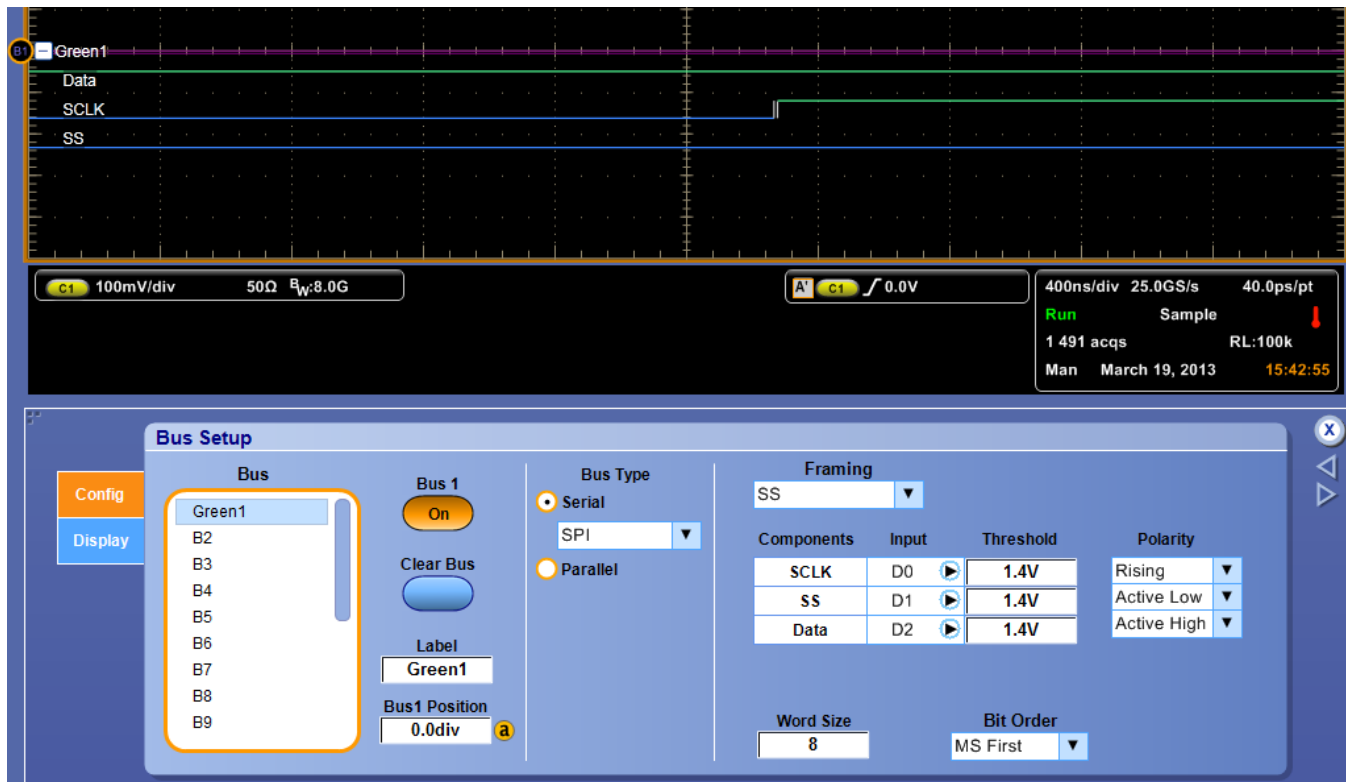 B1 Green1
Data
SCLK
SS
C1 100mV/div 50Ω BW:8.0G
A' C1 0.0V
400ns/div 25.0GS/s 40.0ps/pt
Run Sample
1 491 acqs RL:100k
Man March 19, 2013 15:42:55
Bus Setup
X
Config
Display
Bus
Green1
B2
B3
B4
B5
B6
B7
B8
B9
Bus 1
On
Clear Bus
Label
Green1
Bus1 Position
0.0div a
Bus Type
Serial
SPI
Parallel
Framing
SS
Components Input Threshold Polarity
SCLK D0 1.4V Rising
SS D1 1.4V Active Low
Data D2 1.4V Active High
Word Size Bit Order
8 MS First